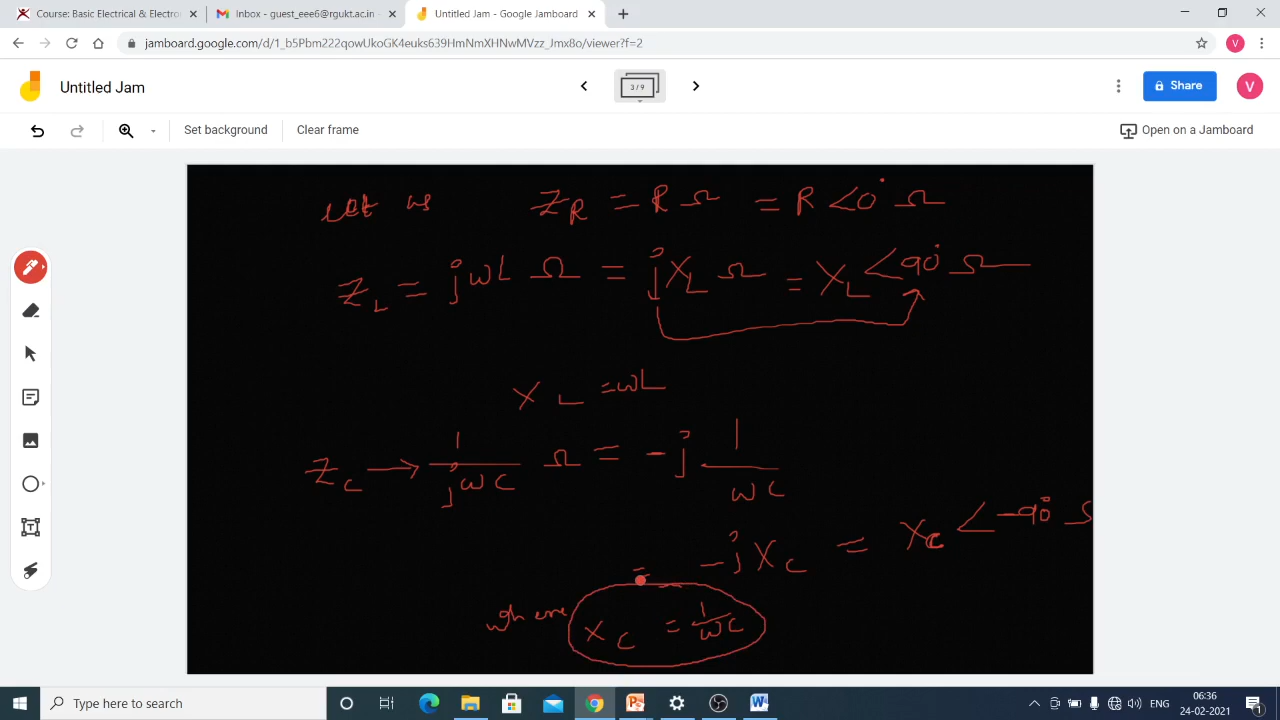 Course: Basic Electrical & Electro
Inbox - guest_eee6@rgukt.ac.in -
Untitled Jam - Google Jamboard
jamboard.google.com/d/1_b5Pbm222qowUkoGK4euks639HmNmXHNwMVZz_Jmx8o/viewer?f=2
V
Untitled Jam
3 / 9
Share
V
Set background
Clear frame
Open on a Jamboard
Let us Z_R = R Ω = R ∠0° Ω
Z_L = jωL Ω = jX_L Ω = X_L ∠90° Ω
X_L = ωL
Z_C → 1/jωC Ω = -j 1/ωC
= -jX_C = X_C ∠-90° Ω
where X_C = 1/ωC
Type here to search
ENG
06:36
24-02-2021
1